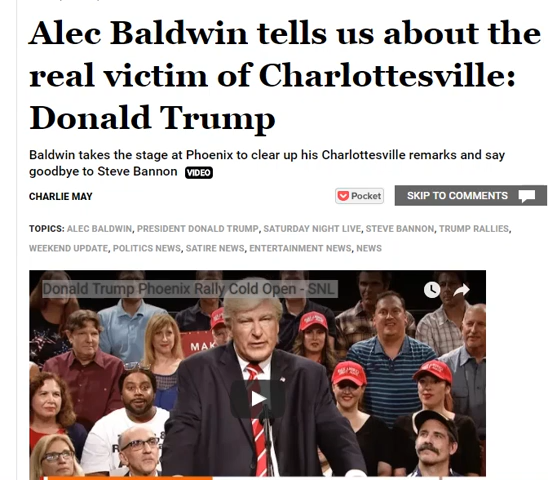 Alec Baldwin tells us about the
real victim of Charlottesville:
Donald Trump
Baldwin takes the stage at Phoenix to clear up his Charlottesville remarks and say
goodbye to Steve Bannon VIDEO
CHARLIE MAY
Pocket
SKIP TO COMMENTS
TOPICS: ALEC BALDWIN, PRESIDENT DONALD TRUMP, SATURDAY NIGHT LIVE, STEVE BANNON, TRUMP RALLIES,
WEEKEND UPDATE, POLITICS NEWS, SATIRE NEWS, ENTERTAINMENT NEWS, NEWS
Donald Trump Phoenix Rally Cold Open - SNL
MAK